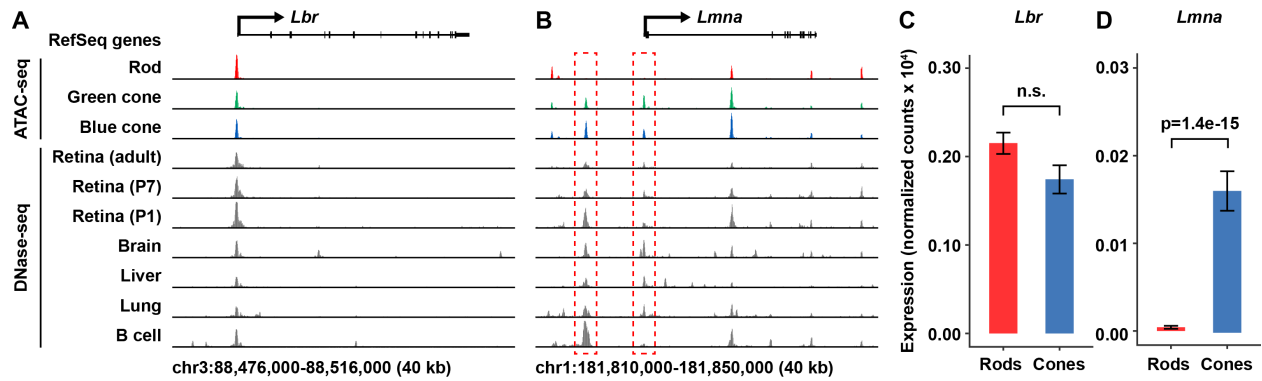 A
Lbr
RefSeq genes
ATAC-seq
Rod
Green cone
Blue cone
DNase-seq
Retina (adult)
Retina (P7)
Retina (P1)
Brain
Liver
Lung
B cell
chr3:88,476,000-88,516,000 (40 kb)
B
Lmna
chr1:181,810,000-181,850,000 (40 kb)
C
Lbr
Expression (normalized counts x 10⁴)
0.30
0.20
0.10
0.00
n.s.
Rods Cones
D
Lmna
0.03
0.02
0.01
0.00
p=1.4e-15
Rods Cones